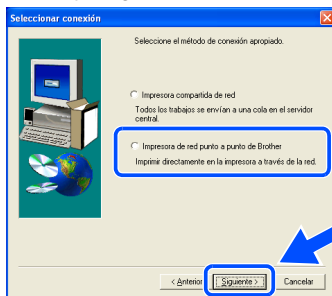 Seleccionar conexión
Seleccione el método de conexión apropiado.
Impresora compartida de red
Todos los trabajos se envían a una cola en el servidor
central.
Impresora de red punto a punto de Brother
Imprimir directamente en la impresora a través de la red.
< Anterior Siguiente > Cancelar